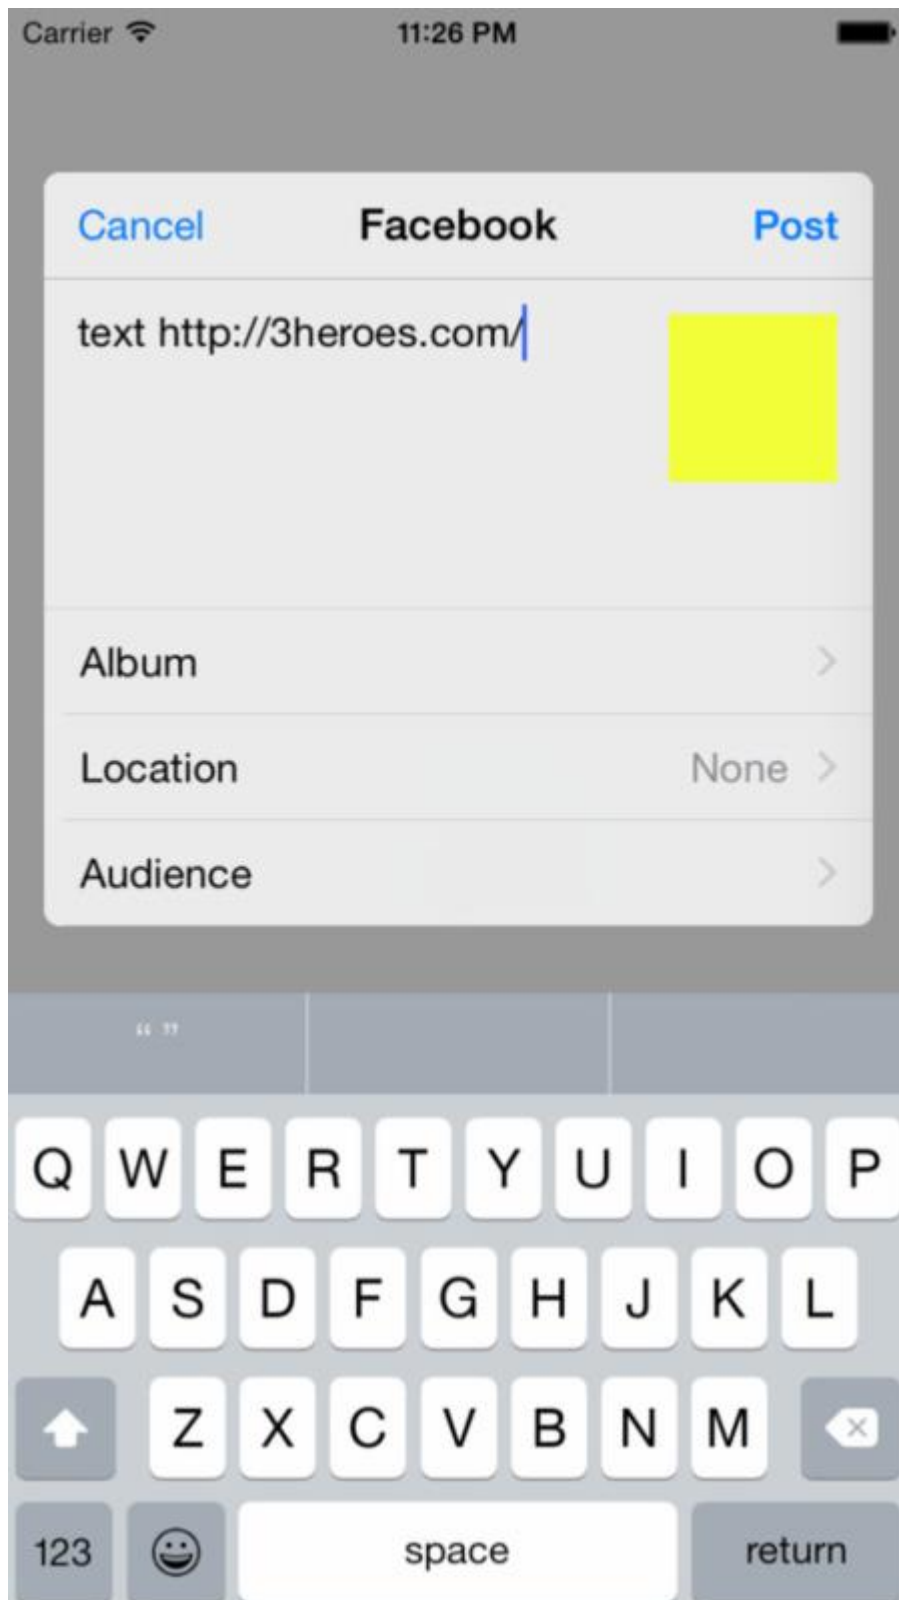 Carrier 11:26 PM
Cancel Facebook Post
text http://3heroes.com/
Album
Location None
Audience
“ ”
Q W E R T Y U I O P
A S D F G H J K L
Z X C V B N M
123 space return